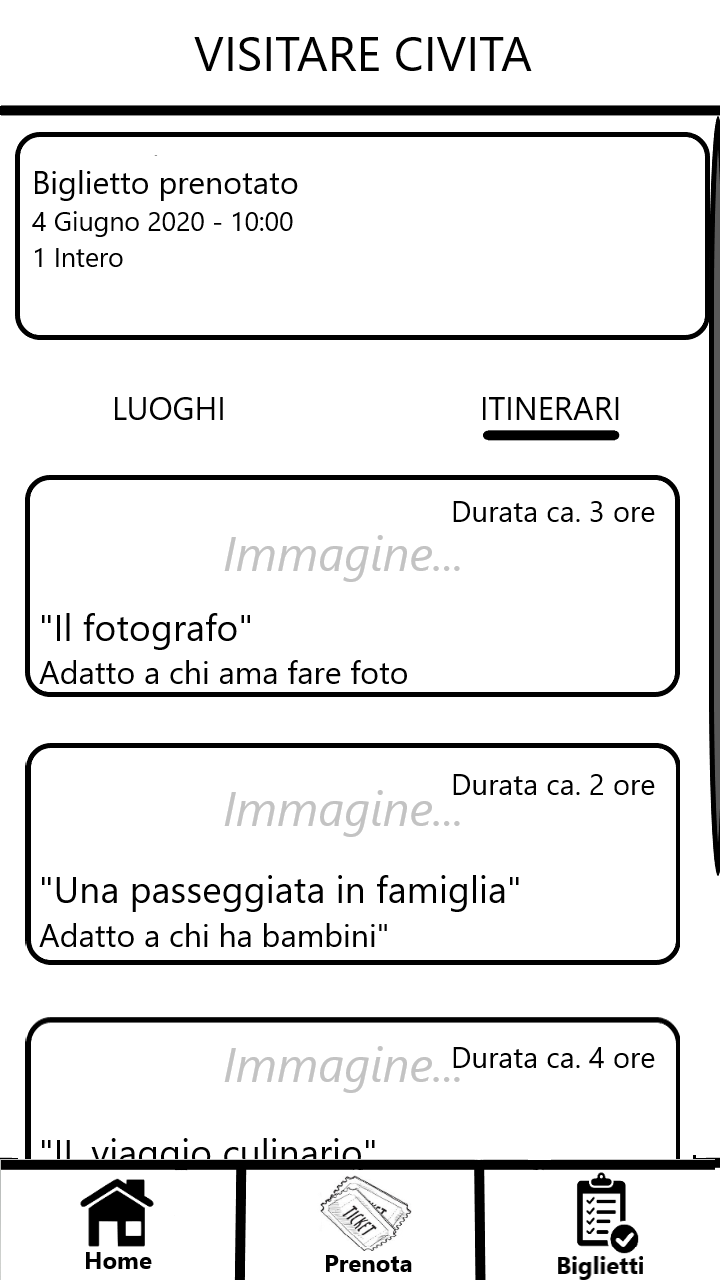 VISITARE CIVITA
Biglietto prenotato
4 Giugno 2020 - 10:00
1 Intero
LUOGHI
ITINERARI
Durata ca. 3 ore
Immagine...
"Il fotografo"
Adatto a chi ama fare foto
Durata ca. 2 ore
Immagine...
"Una passeggiata in famiglia"
Adatto a chi ha bambini"
Immagine...
Durata ca. 4 ore
"IL viaggio culinario"
TICKET
Home
Prenota
Biglietti